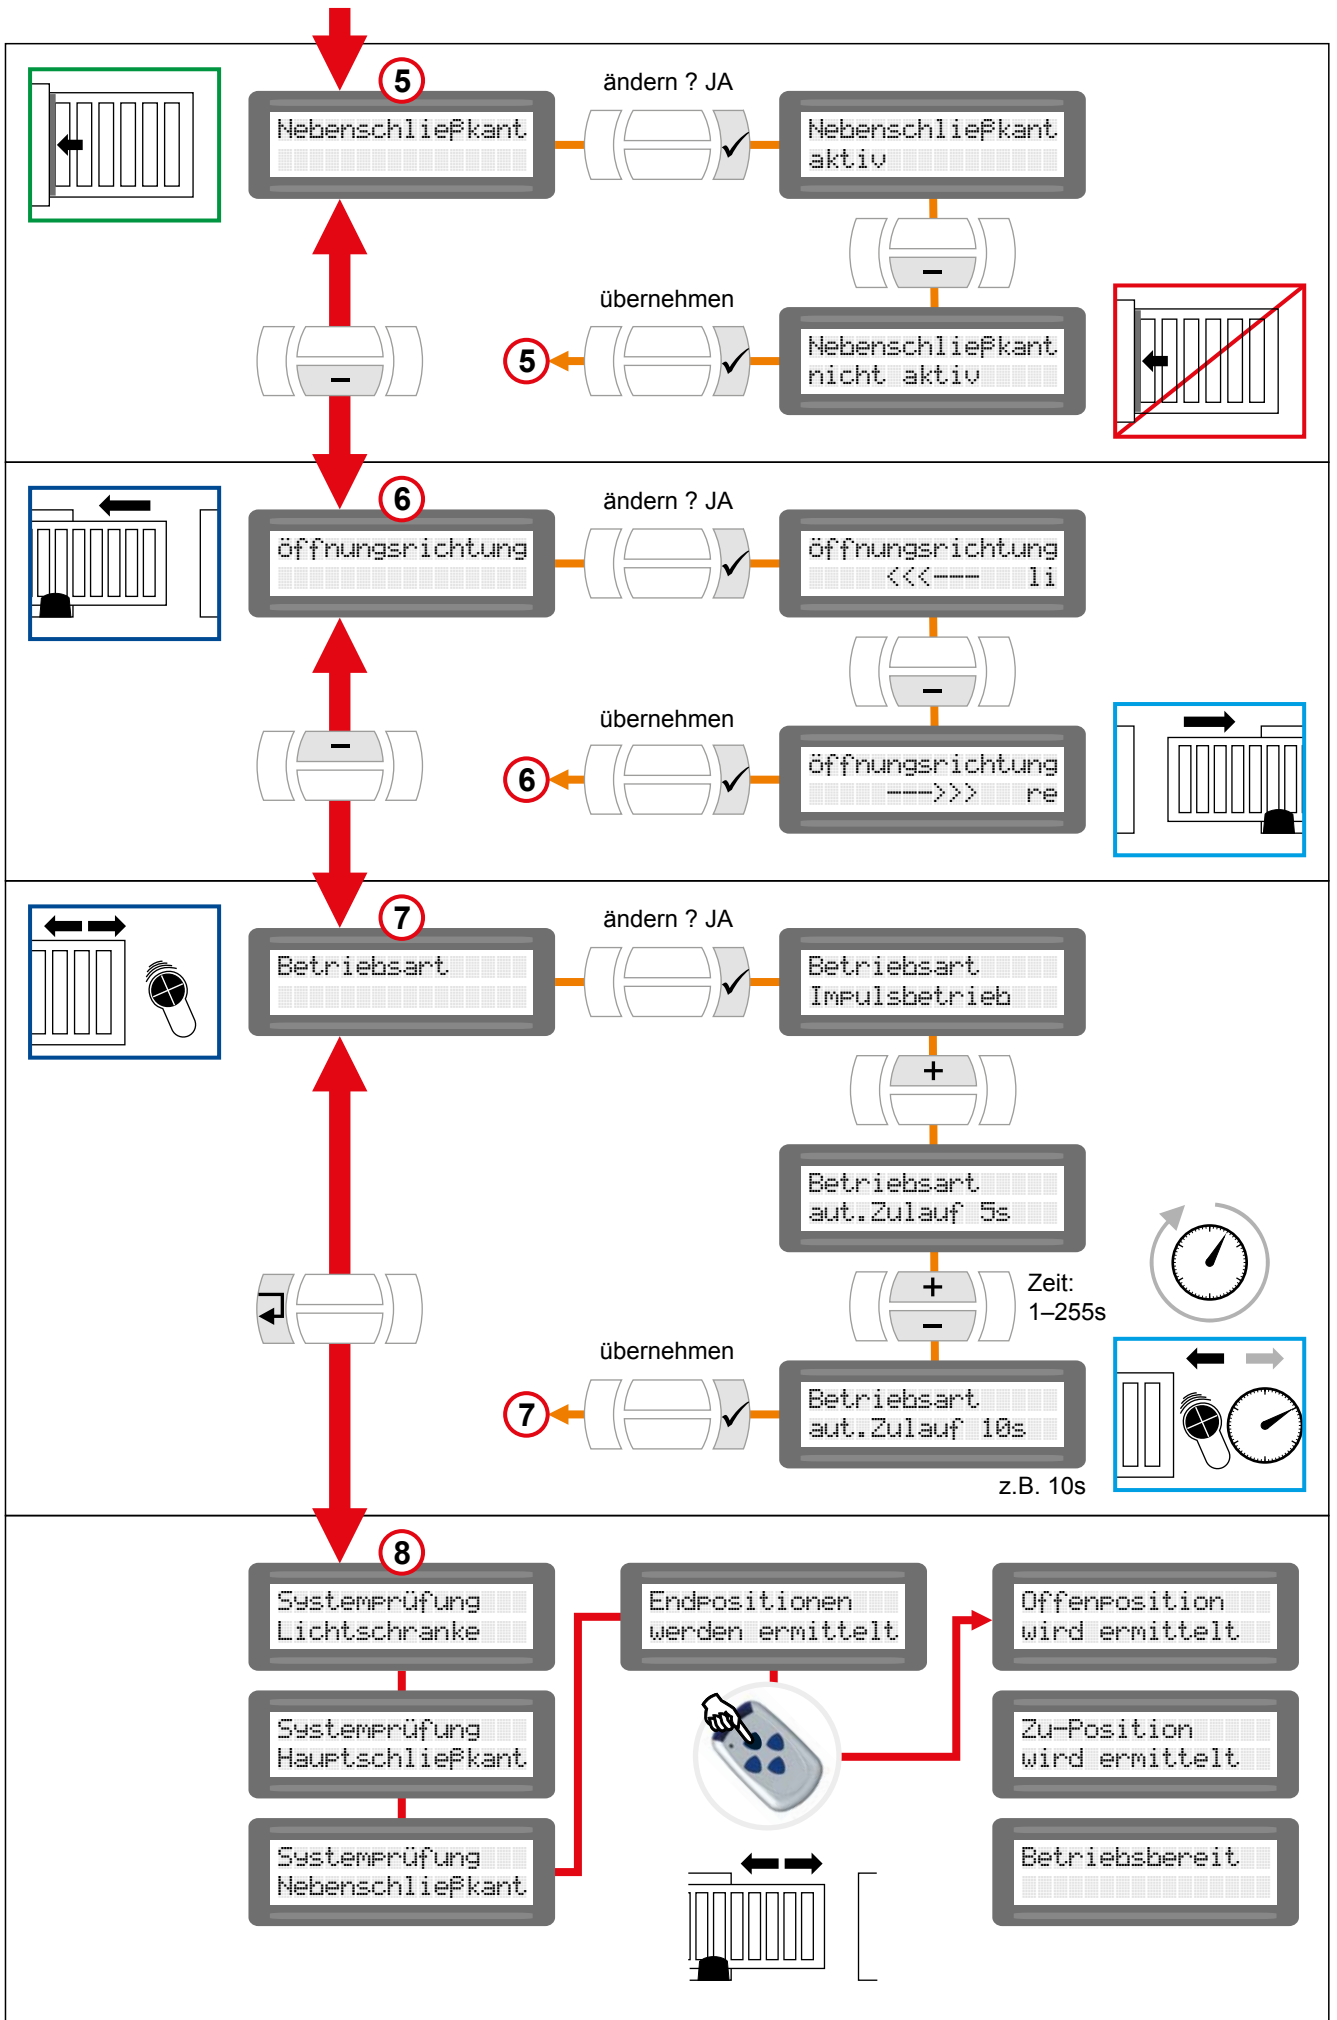 5
ändern ? JA
Nebenschließkant
Nebenschließkant
aktiv
–
übernehmen
5
Nebenschließkant
nicht aktiv
–
6
ändern ? JA
öffnungsrichtung
öffnungsrichtung
<<<--- li
–
übernehmen
6
öffnungsrichtung
--->>> re
–
7
ändern ? JA
Betriebsart
Betriebsart
Impulsbetrieb
+
Betriebsart
aut.Zulauf 5s
+
–
Zeit:
1–255s
übernehmen
7
Betriebsart
aut.Zulauf 10s
z.B. 10s
8
Systemprüfung
Lichtschranke
Endpositionen
werden ermittelt
Offenposition
wird ermittelt
Systemprüfung
Hauptschließkant
Zu-Position
wird ermittelt
Systemprüfung
Nebenschließkant
Betriebsbereit